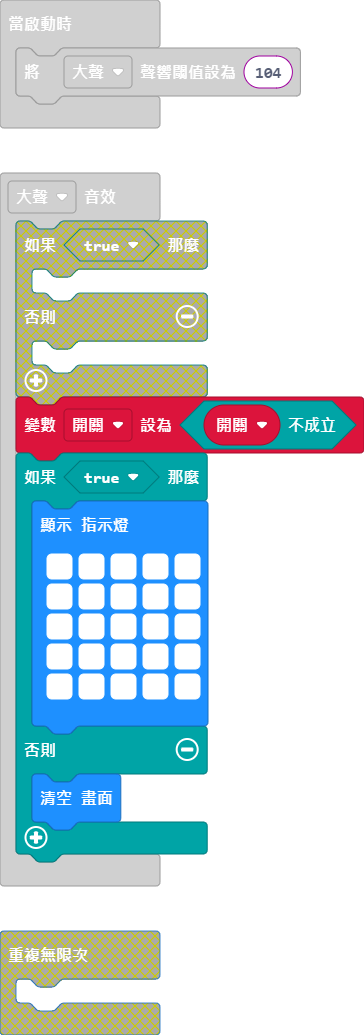 當啟動時
將 大聲 聲響閾值設為 104
大聲 音效
如果 true 那麼
否則
變數 開關 設為 開關 不成立
如果 true 那麼
顯示 指示燈
否則
清空 畫面
重複無限次